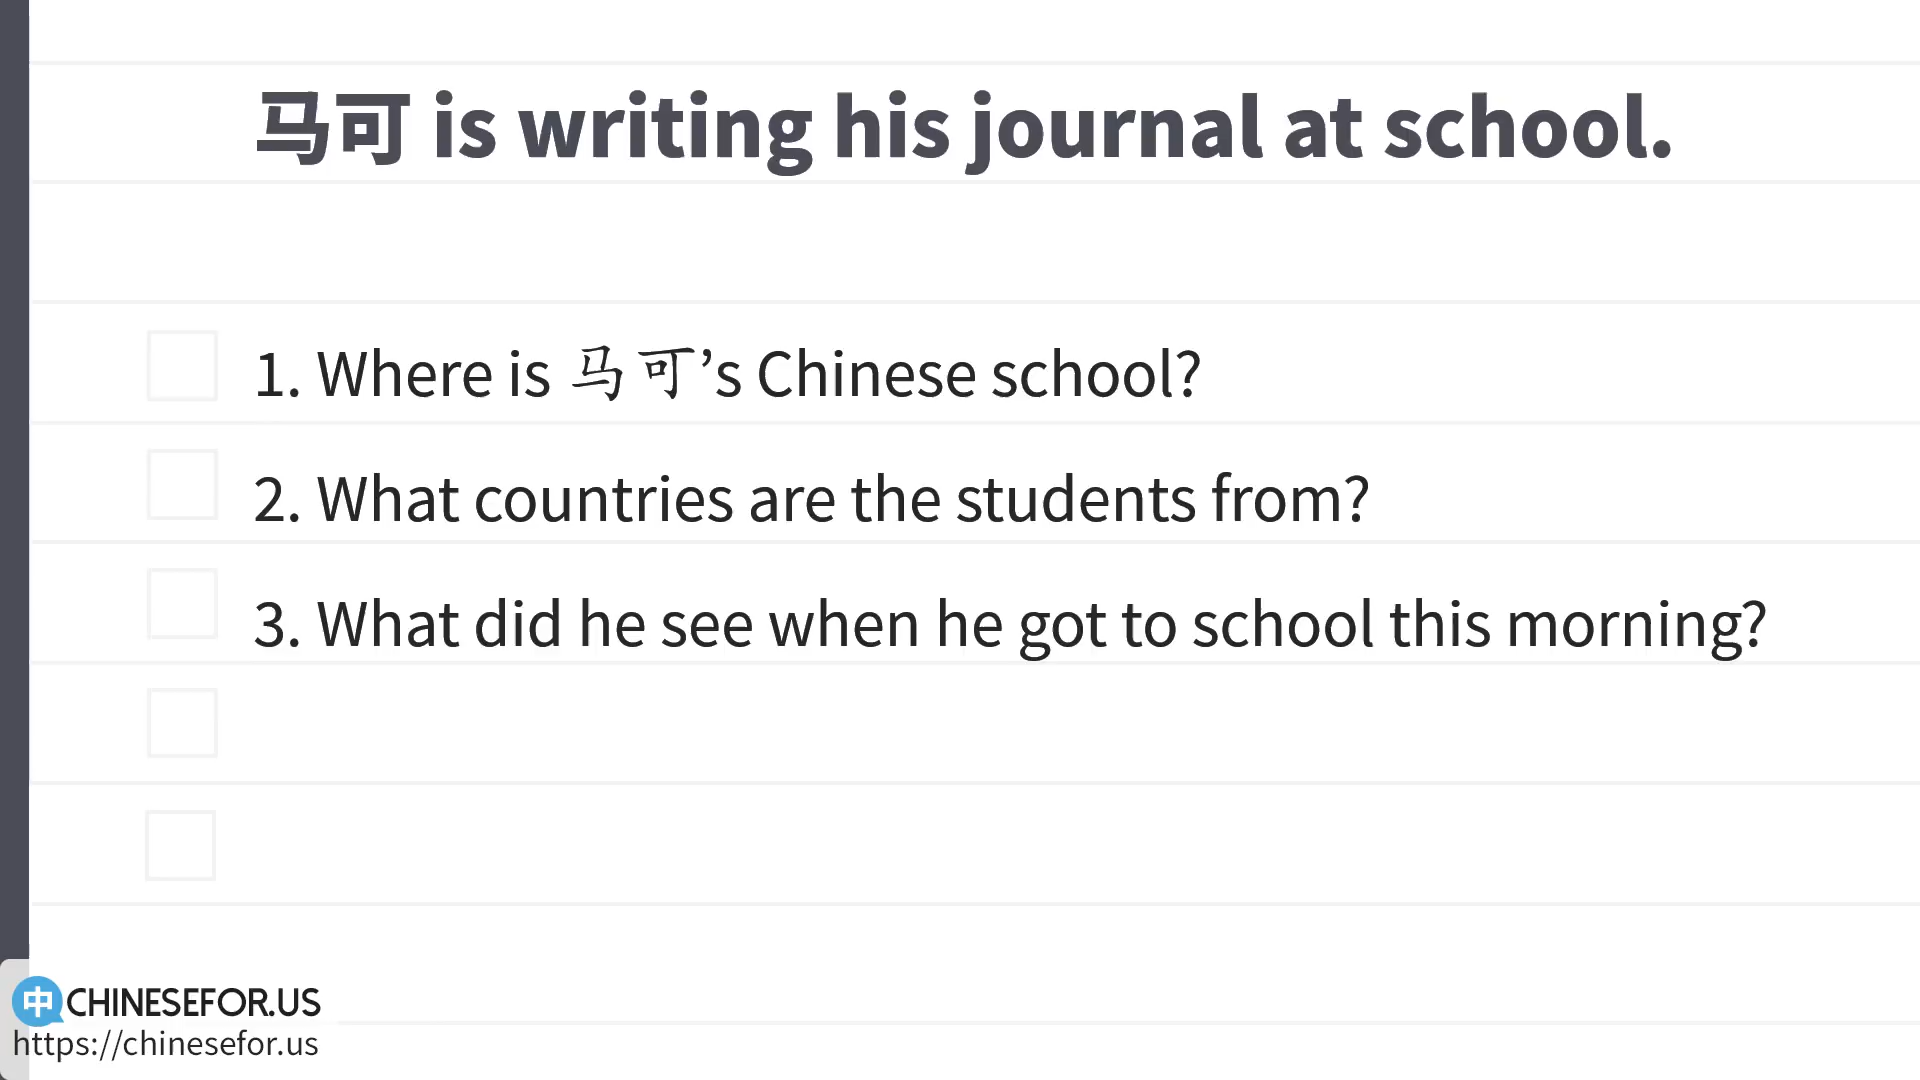 马可 is writing his journal at school.
1. Where is 马可’s Chinese school?
2. What countries are the students from?
3. What did he see when he got to school this morning?
中 CHINESEFOR.US
https://chinesefor.us